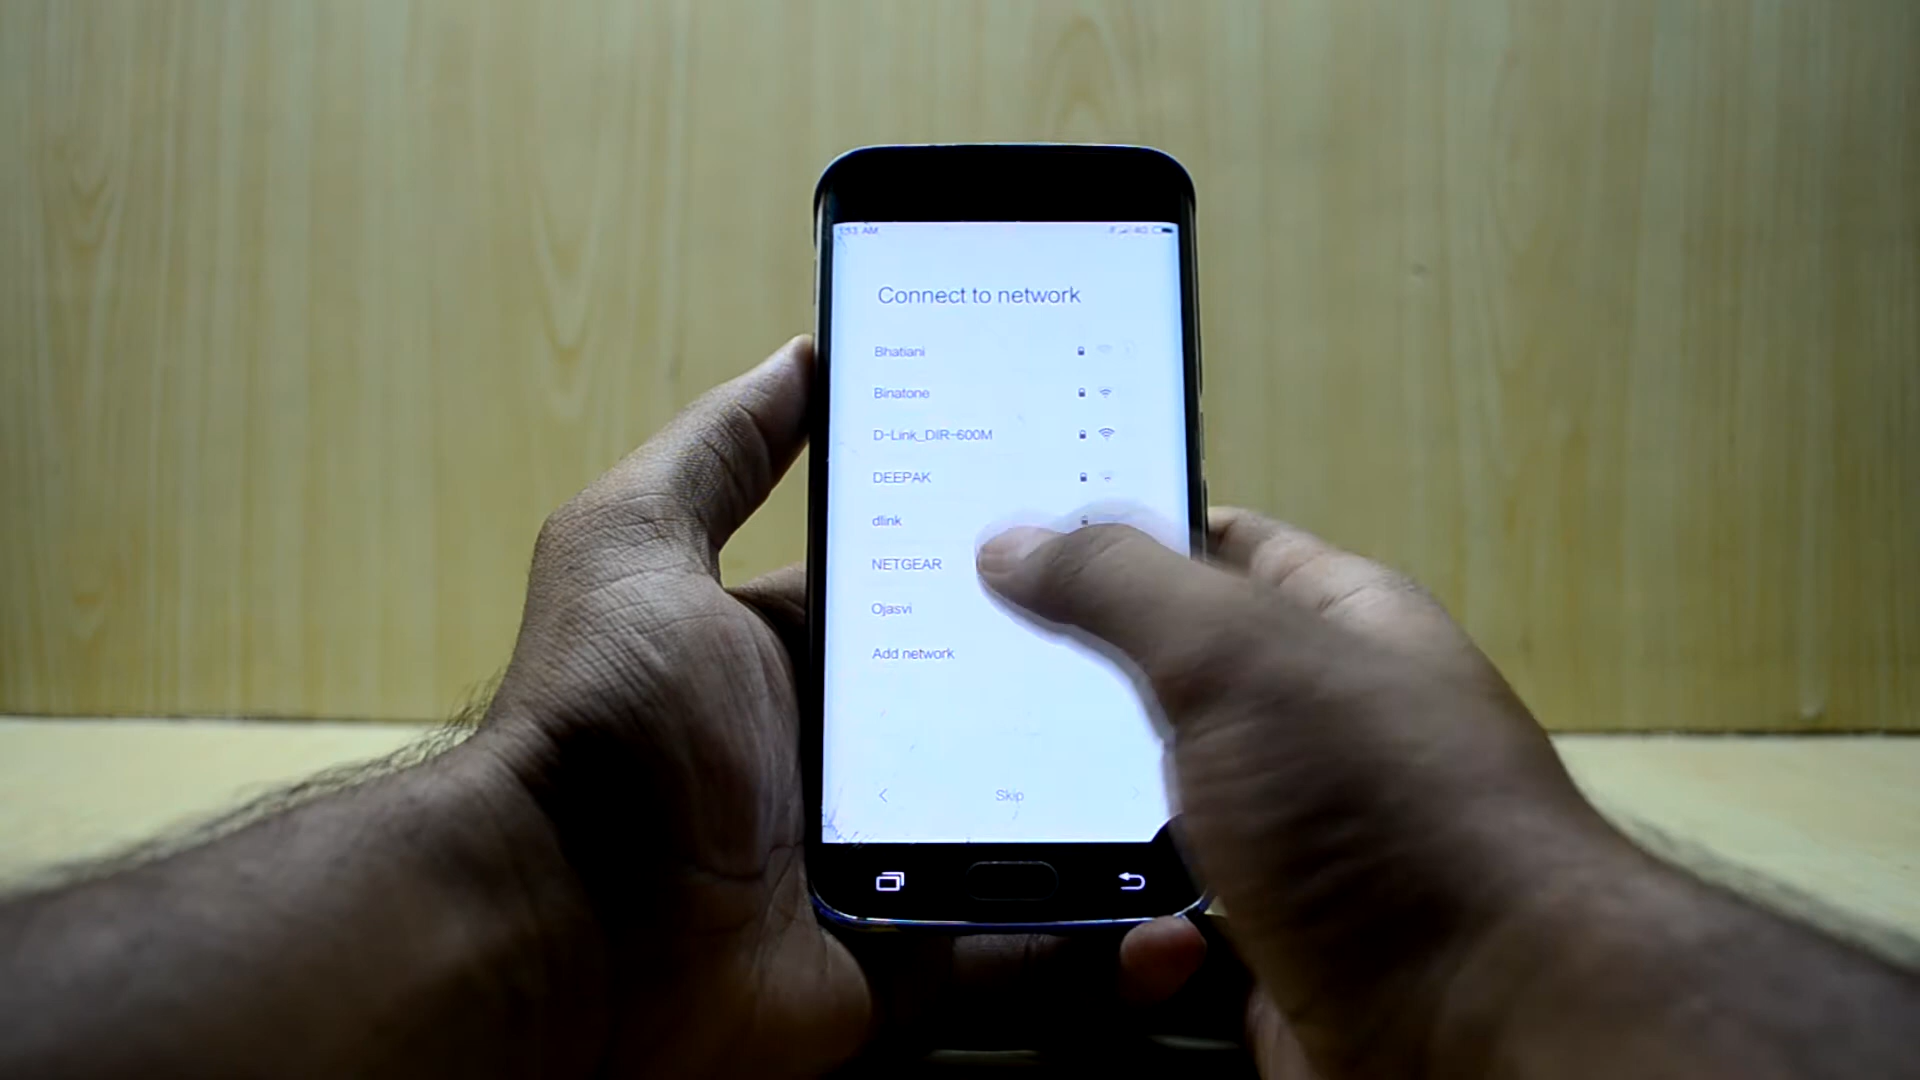 Connect to network
Bhatiani
Binatone
D-Link_DIR-600M
DEEPAK
dlink
NETGEAR
Ojasvi
Add network
Skip